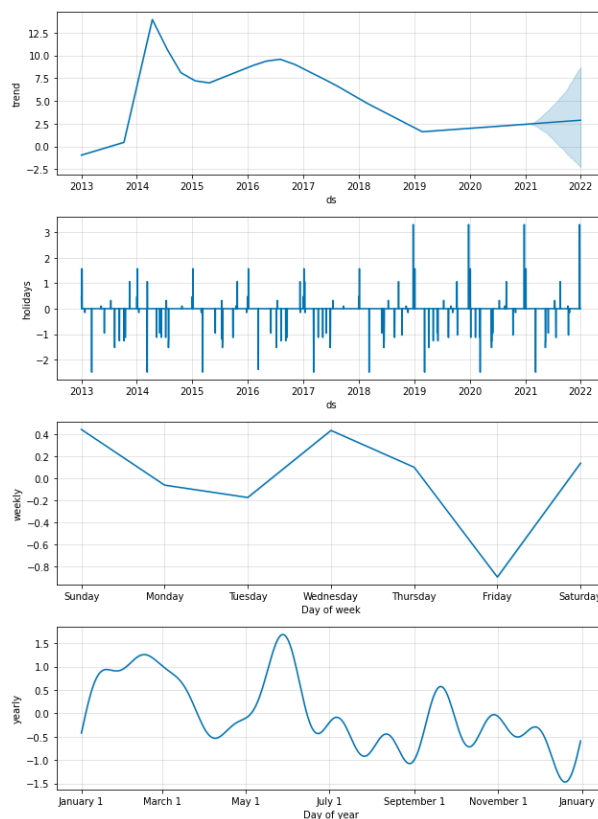 12.5
10.0
7.5
5.0
2.5
0.0
−2.5
trend
2013 2014 2015 2016 2017 2018 2019 2020 2021 2022
ds
3
2
1
0
−1
−2
holidays
2013 2014 2015 2016 2017 2018 2019 2020 2021 2022
ds
0.4
0.2
0.0
−0.2
−0.4
−0.6
−0.8
weekly
Sunday Monday Tuesday Wednesday Thursday Friday Saturday
Day of week
1.5
1.0
0.5
0.0
−0.5
−1.0
−1.5
yearly
January 1 March 1 May 1 July 1 September 1 November 1 January
Day of year